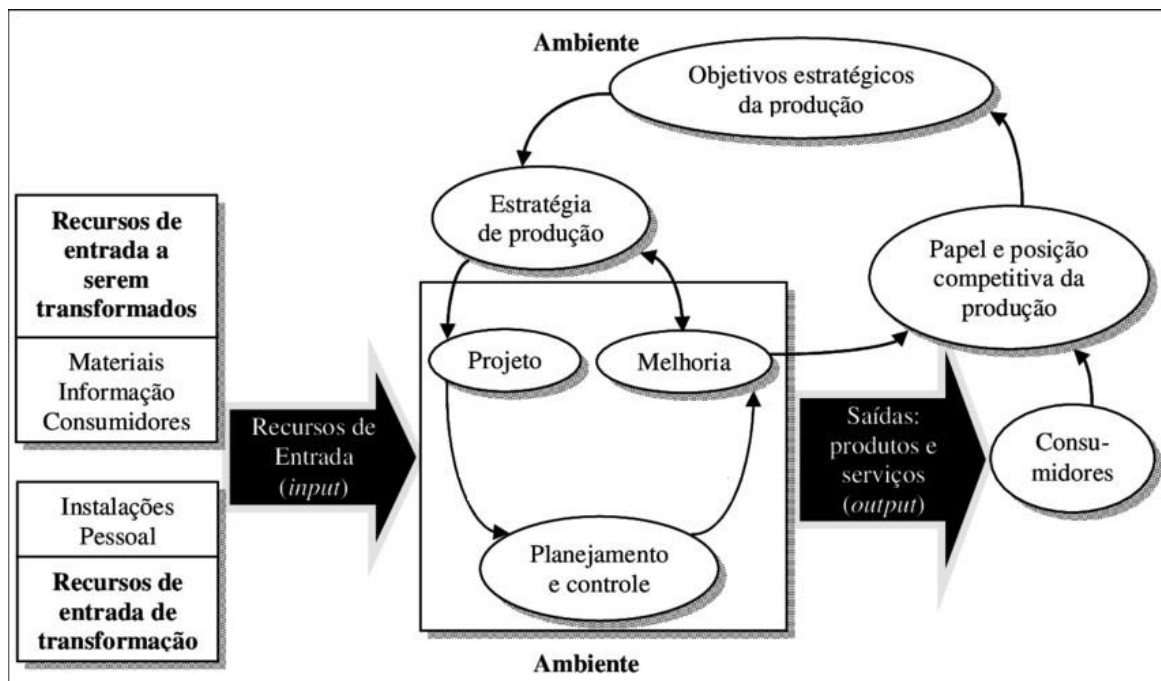 Ambiente
Objetivos estratégicos
da produção
Estratégia
de produção
Papel e posição
competitiva da
produção
Recursos de
entrada a
serem
transformados
Materiais
Informação
Consumidores
Instalações
Pessoal
Recursos de
entrada de
transformação
Recursos de
Entrada
(input)
Projeto
Melhoria
Planejamento
e controle
Saídas:
produtos e
serviços
(output)
Consu-
midores
Ambiente